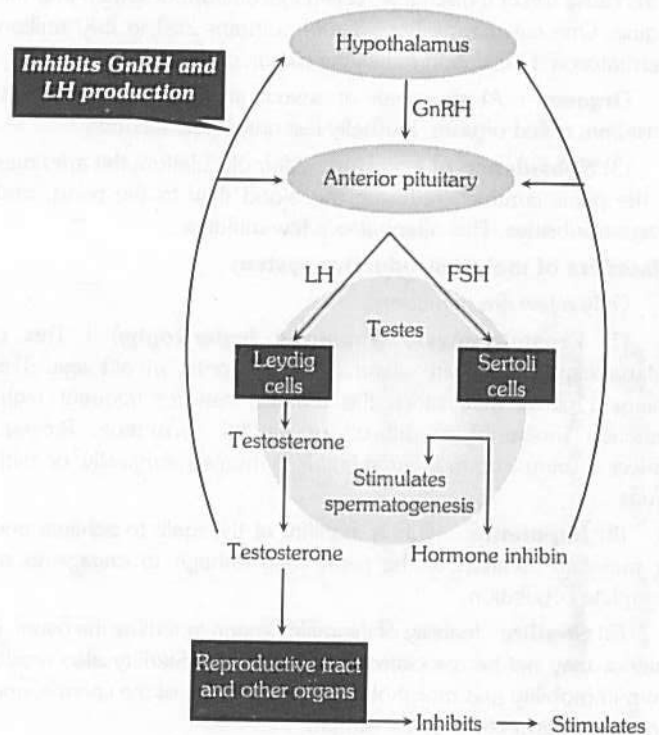 Hypothalamus
Inhibits GnRH and
LH production
GnRH
Anterior pituitary
LH
FSH
Testes
Leydig
cells
Sertoli
cells
Testosterone
Stimulates
spermatogenesis
Testosterone
Hormone inhibin
Reproductive tract
and other organs
Inhibits
Stimulates